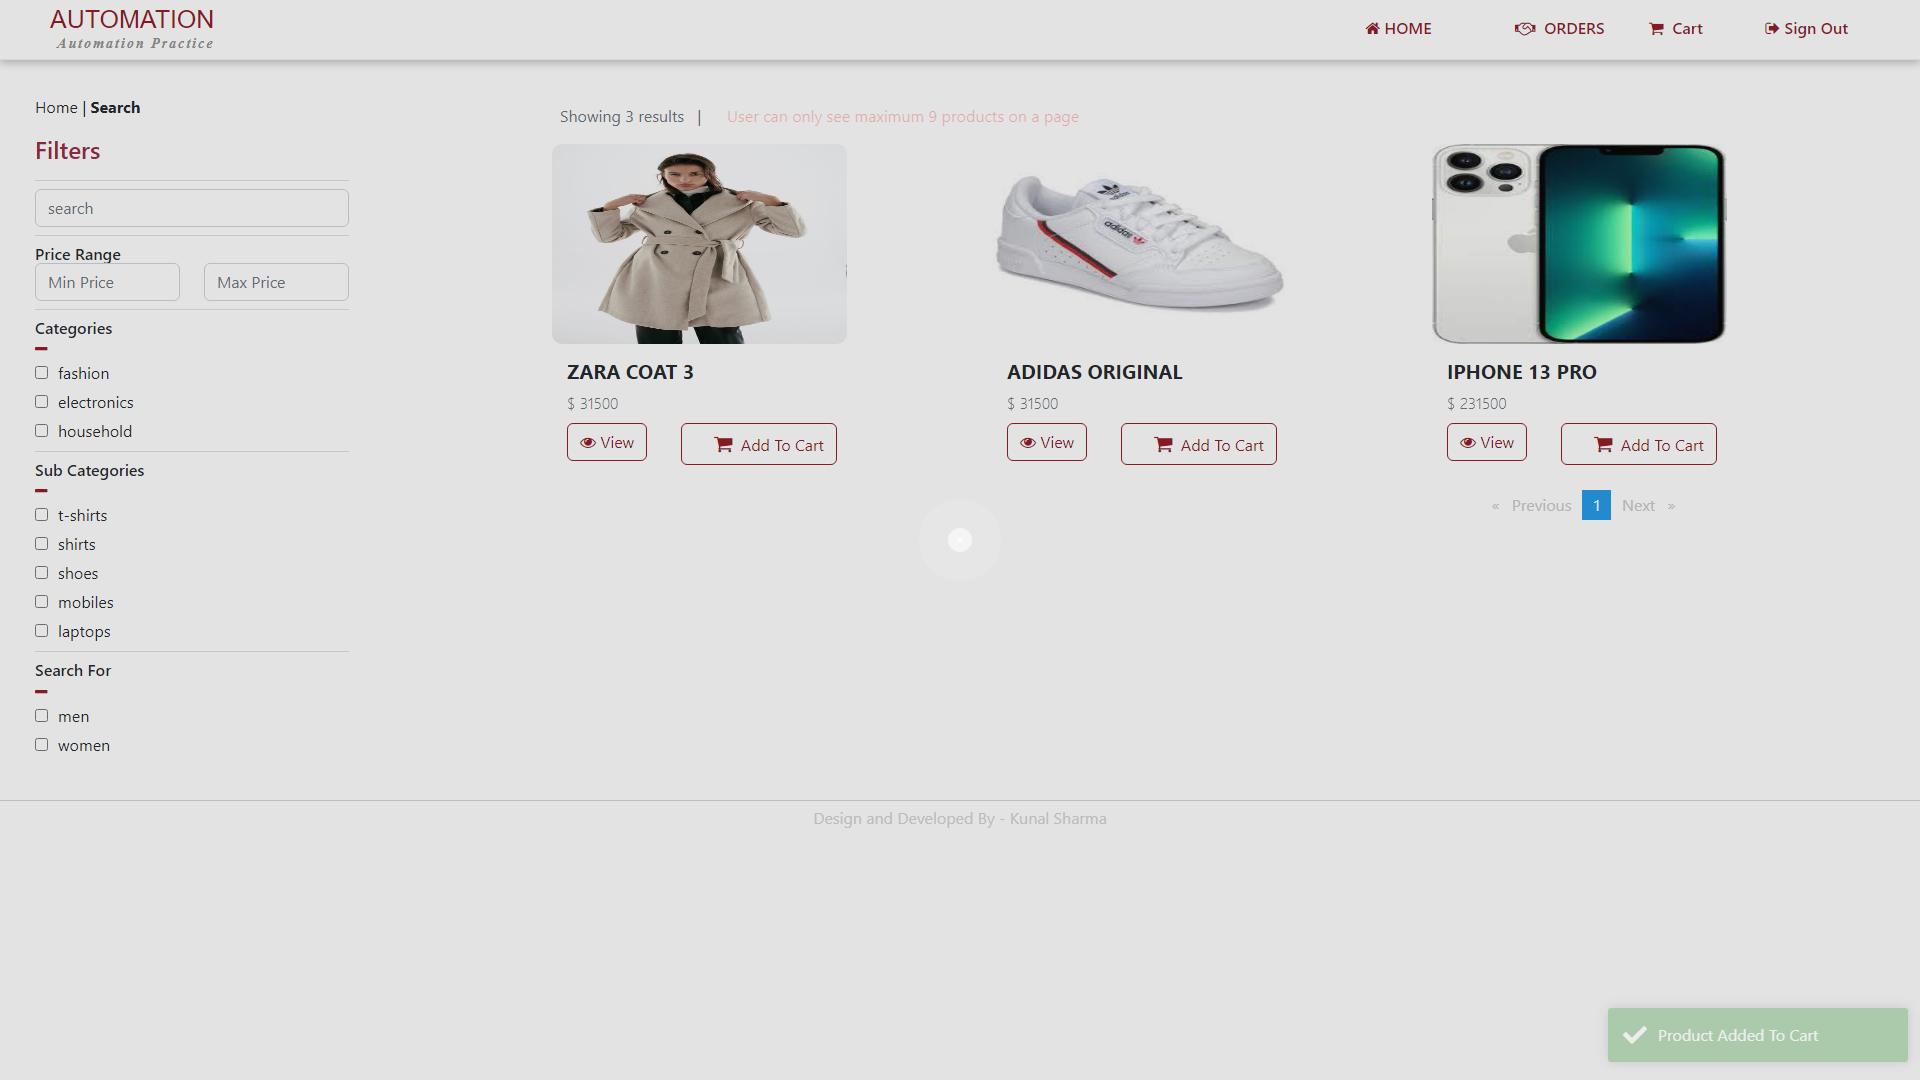 AUTOMATION
Automation Practice
HOME
ORDERS
Cart
Sign Out
Home | Search
Filters
search
Price Range
Min Price
Max Price
Categories
fashion
electronics
household
Sub Categories
t-shirts
shirts
shoes
mobiles
laptops
Search For
men
women
Showing 3 results |
User can only see maximum 9 products on a page
adidas
ZARA COAT 3
$ 31500
View
Add To Cart
ADIDAS ORIGINAL
$ 31500
View
Add To Cart
IPHONE 13 PRO
$ 231500
View
Add To Cart
« Previous 1 Next »
Design and Developed By - Kunal Sharma
Product Added To Cart